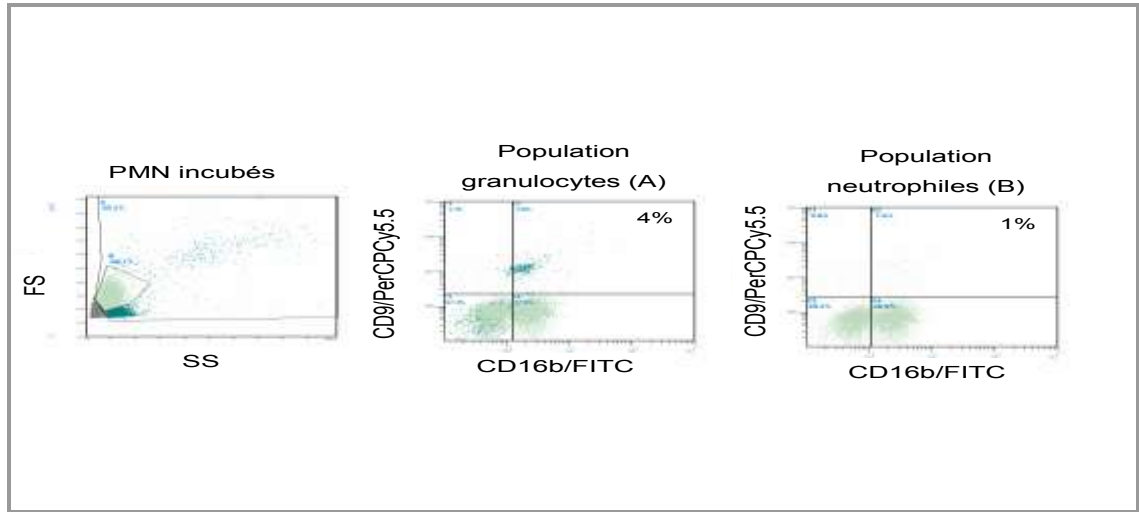 PMN incubés
FS
SS
Population
granulocytes (A)
4%
CD9/PerCPCy5.5
CD16b/FITC
Population
neutrophiles (B)
1%
CD9/PerCPCy5.5
CD16b/FITC